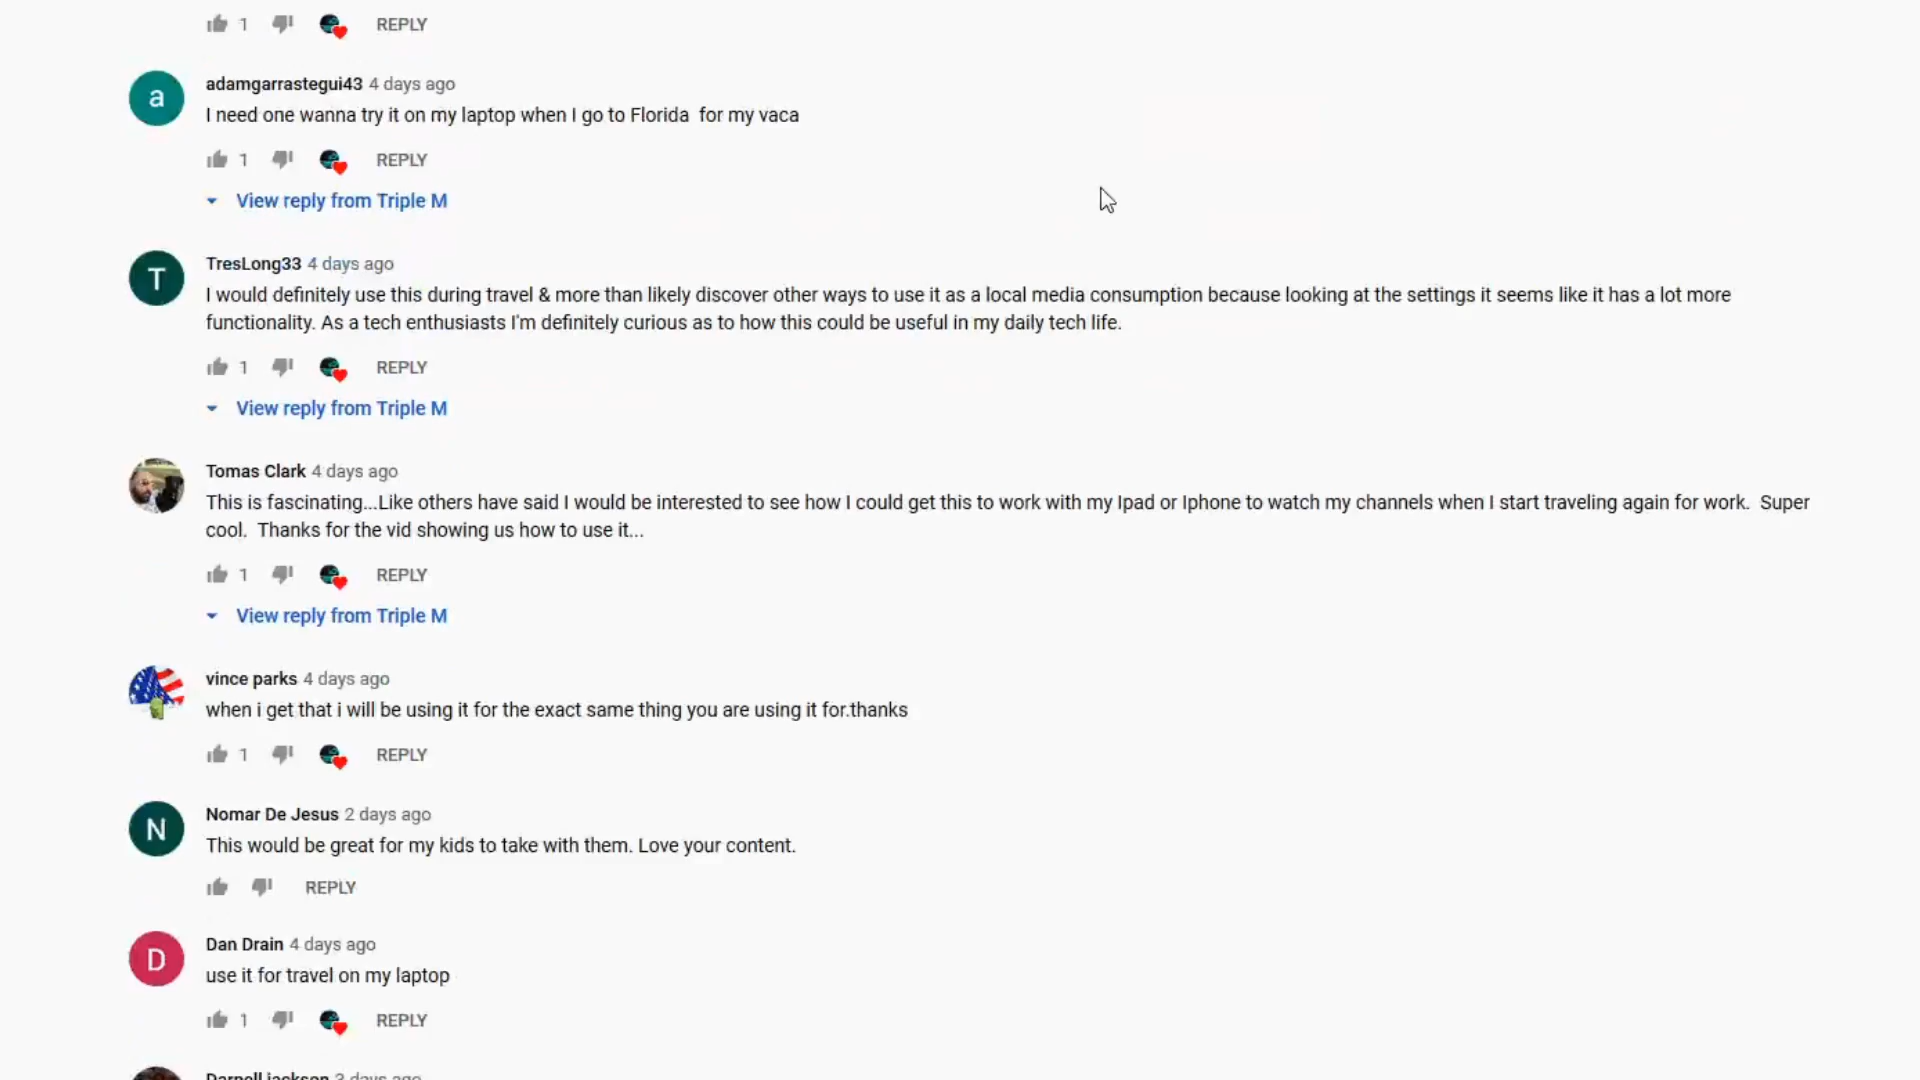 1 REPLY
a
adamgarrastegui43 4 days ago
I need one wanna try it on my laptop when I go to Florida  for my vaca
1 REPLY
View reply from Triple M
T
TresLong33 4 days ago
I would definitely use this during travel & more than likely discover other ways to use it as a local media consumption because looking at the settings it seems like it has a lot more
functionality. As a tech enthusiasts I'm definitely curious as to how this could be useful in my daily tech life.
1 REPLY
View reply from Triple M
Tomas Clark 4 days ago
This is fascinating...Like others have said I would be interested to see how I could get this to work with my Ipad or Iphone to watch my channels when I start traveling again for work.  Super
cool.  Thanks for the vid showing us how to use it...
1 REPLY
View reply from Triple M
vince parks 4 days ago
when i get that i will be using it for the exact same thing you are using it for.thanks
1 REPLY
N
Nomar De Jesus 2 days ago
This would be great for my kids to take with them. Love your content.
REPLY
D
Dan Drain 4 days ago
use it for travel on my laptop
1 REPLY
Darnell jackson 3 days ago